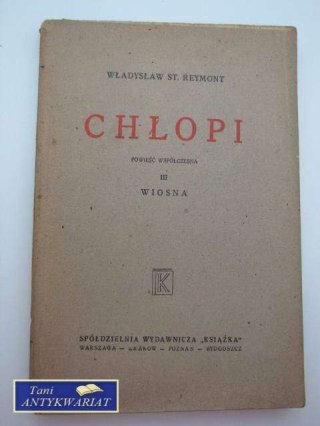 WŁADYSŁAW ST. REYMONT
CHŁOPI
POWIEŚĆ WSPÓŁCZESNA
III
WIOSNA
K
SPÓŁDZIELNIA WYDAWNICZA „KSIĄŻKA"
WARSZAWA — KRAKÓW — POZNAŃ — BYDGOSZCZ
Tani
ANTYKWARIAT